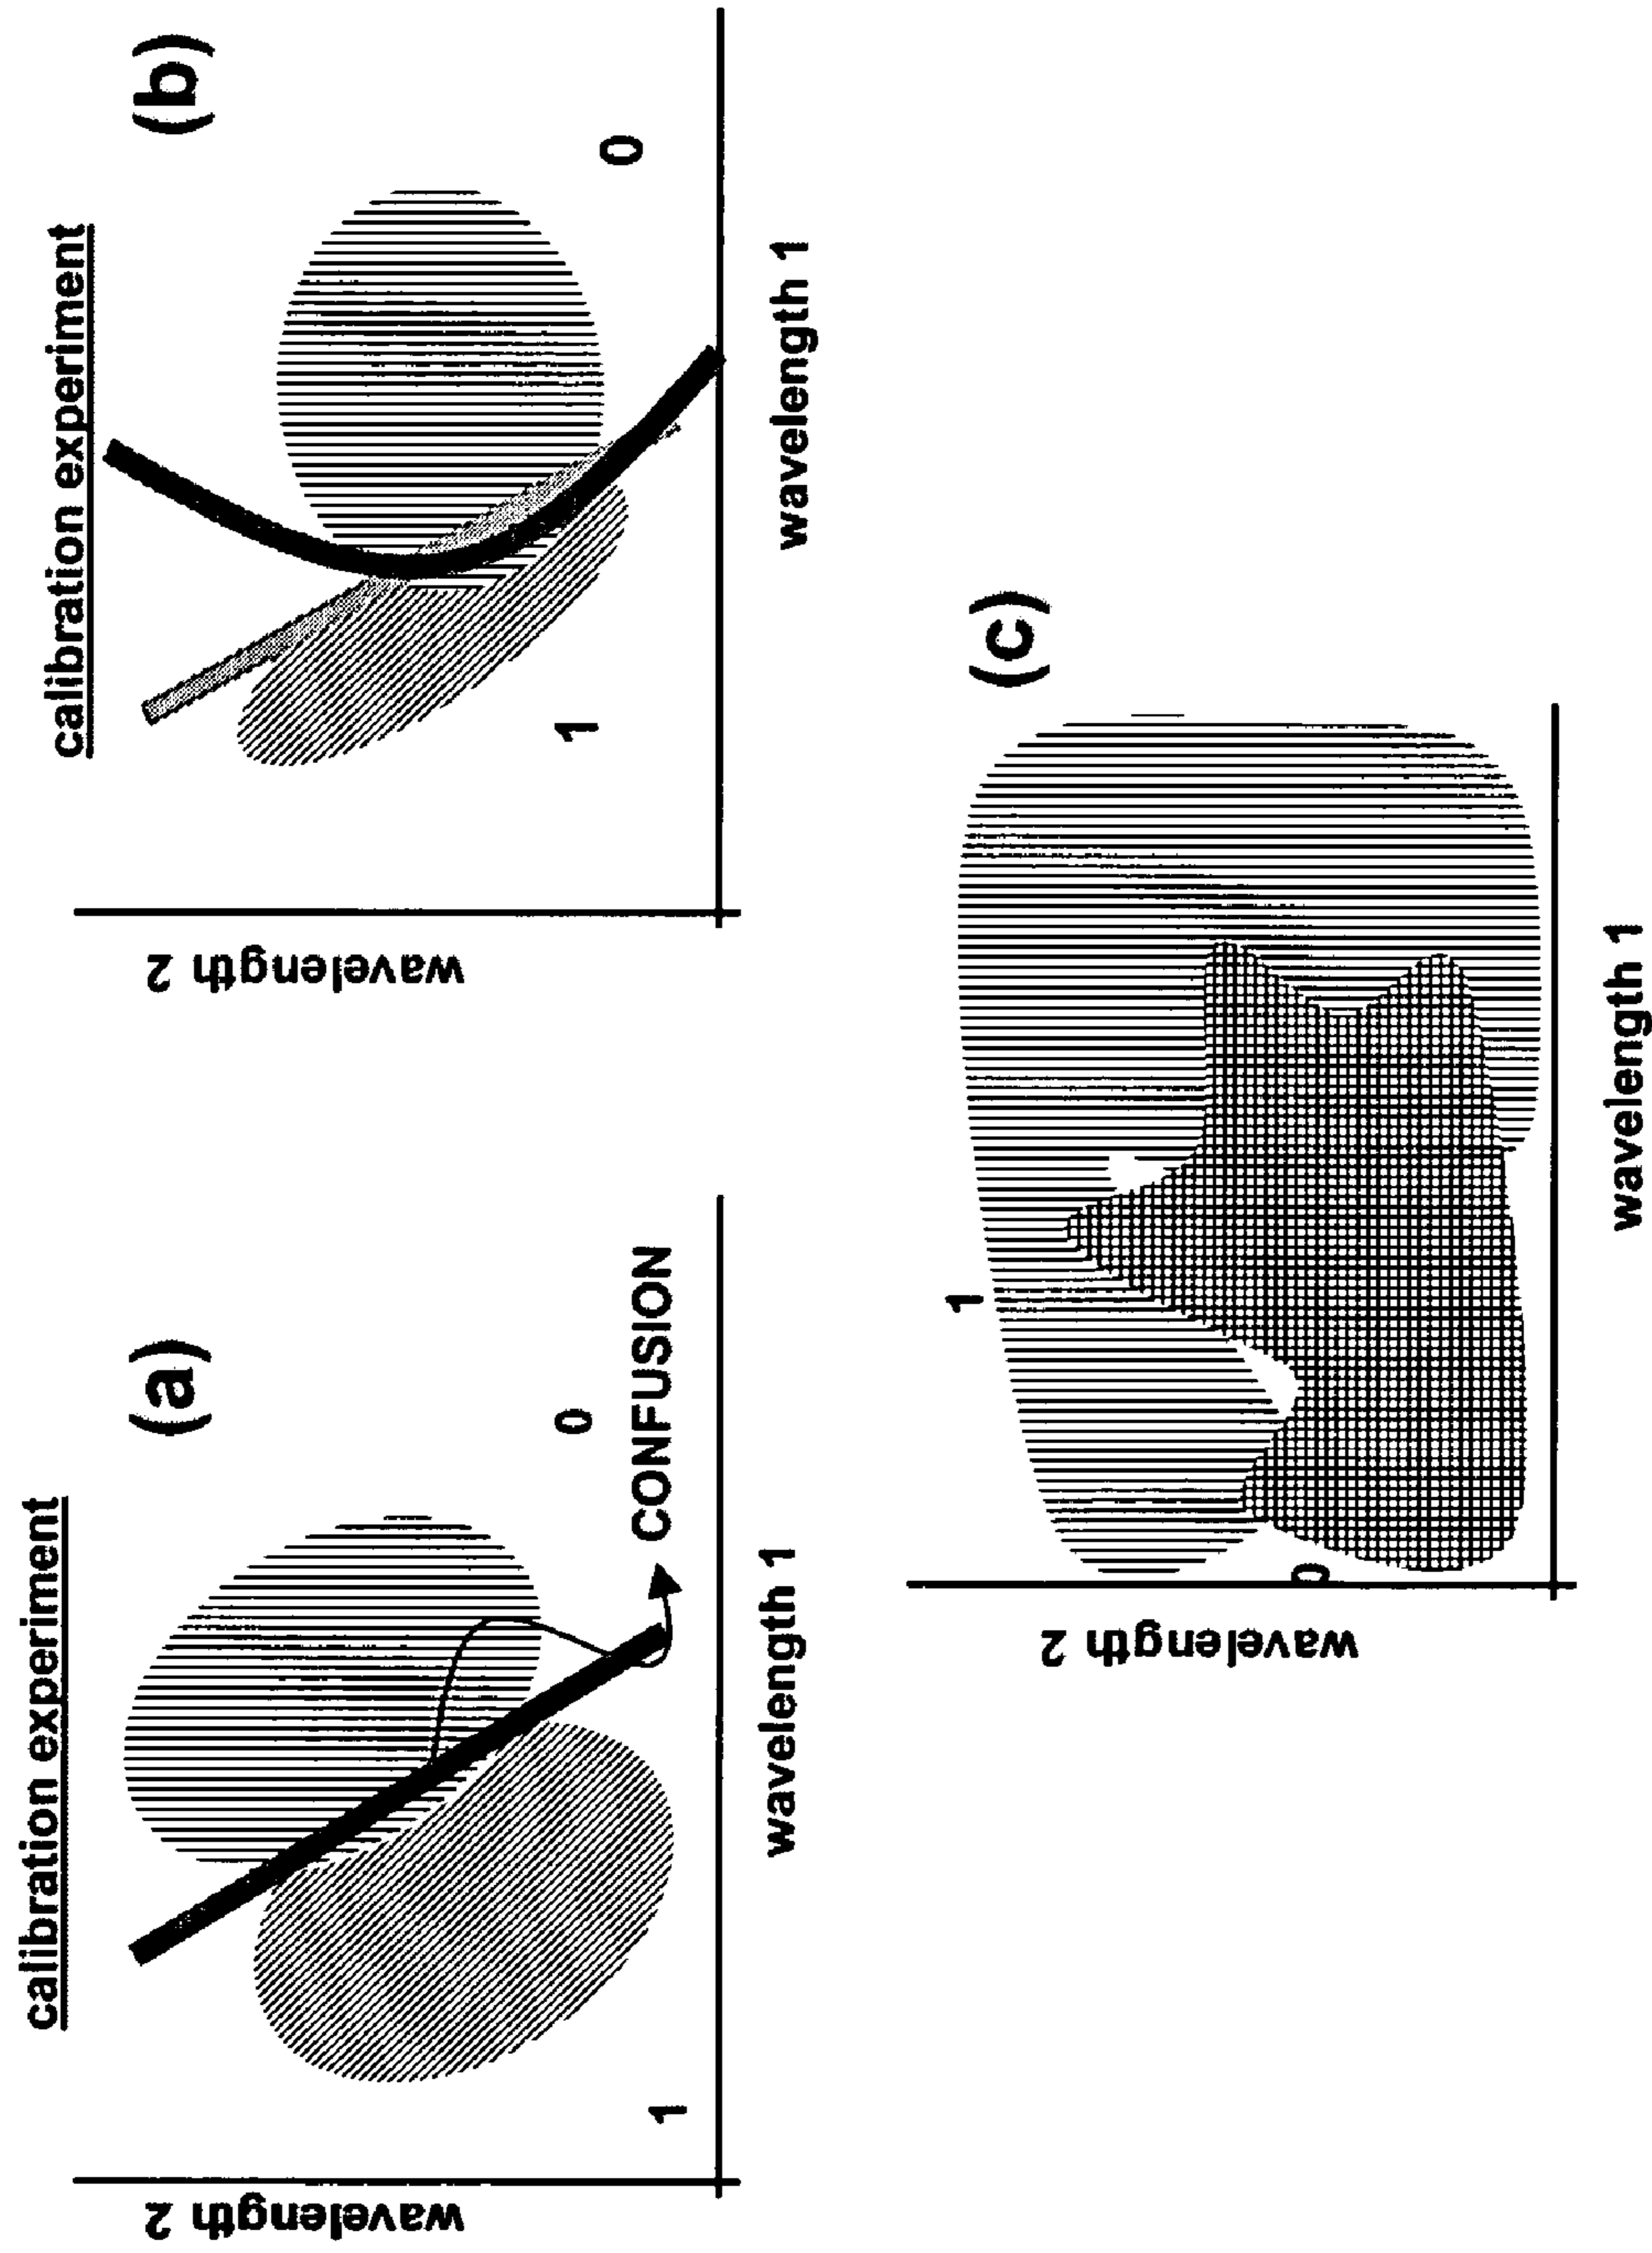 calibration experiment
(a)
wavelength 2
0
CONFUSION
1
wavelength 1
calibration experiment
(b)
wavelength 2
0
1
wavelength 1
(c)
1
wavelength 2
0
wavelength 1